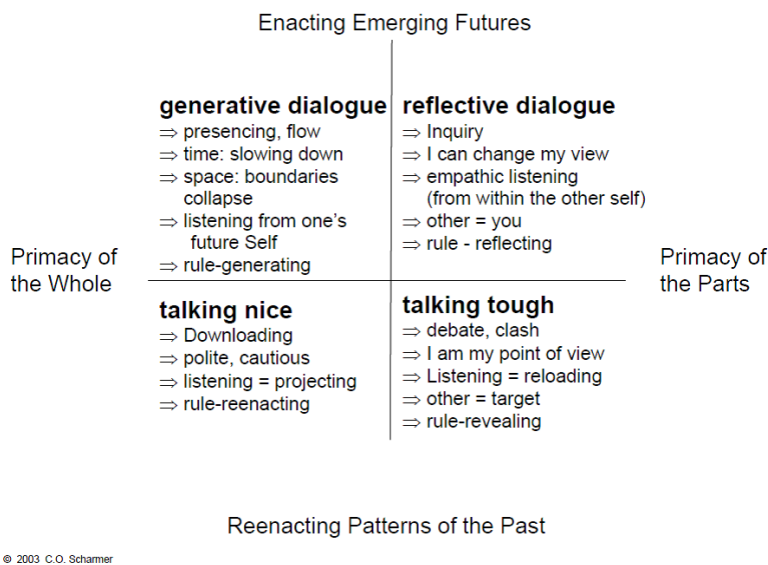 Enacting Emerging Futures
generative dialogue
⇒ presencing, flow
⇒ time: slowing down
⇒ space: boundaries
collapse
⇒ listening from one's
future Self
⇒ rule-generating
reflective dialogue
⇒ Inquiry
⇒ I can change my view
⇒ empathic listening
(from within the other self)
⇒ other = you
⇒ rule - reflecting
Primacy of
the Whole
Primacy of
the Parts
talking nice
⇒ Downloading
⇒ polite, cautious
⇒ listening = projecting
⇒ rule-reenacting
talking tough
⇒ debate, clash
⇒ I am my point of view
⇒ Listening = reloading
⇒ other = target
⇒ rule-revealing
Reenacting Patterns of the Past
© 2003 C.O. Scharmer